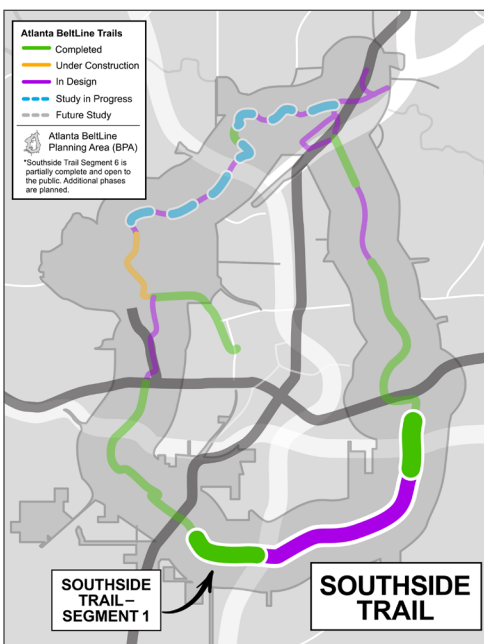 Atlanta BeltLine Trails
Completed
Under Construction
In Design
Study in Progress
Future Study
Atlanta BeltLine
Planning Area (BPA)
*Southside Trail Segment 6 is
partially complete and open to
the public. Additional phases
are planned.
SOUTHSIDE
TRAIL –
SEGMENT 1
SOUTHSIDE
TRAIL